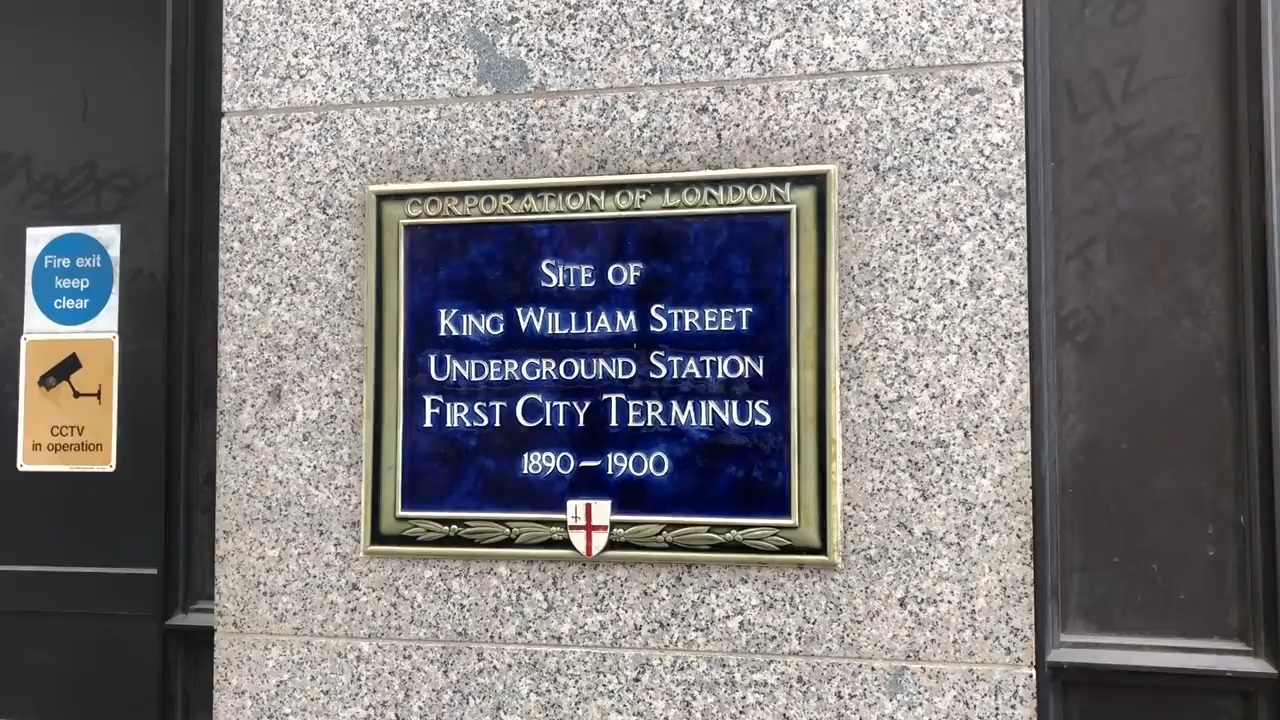 CORPORATION OF LONDON
SITE OF
KING WILLIAM STREET
UNDERGROUND STATION
FIRST CITY TERMINUS
1890–1900
Fire exit
keep
clear
CCTV
in operation
LIZ